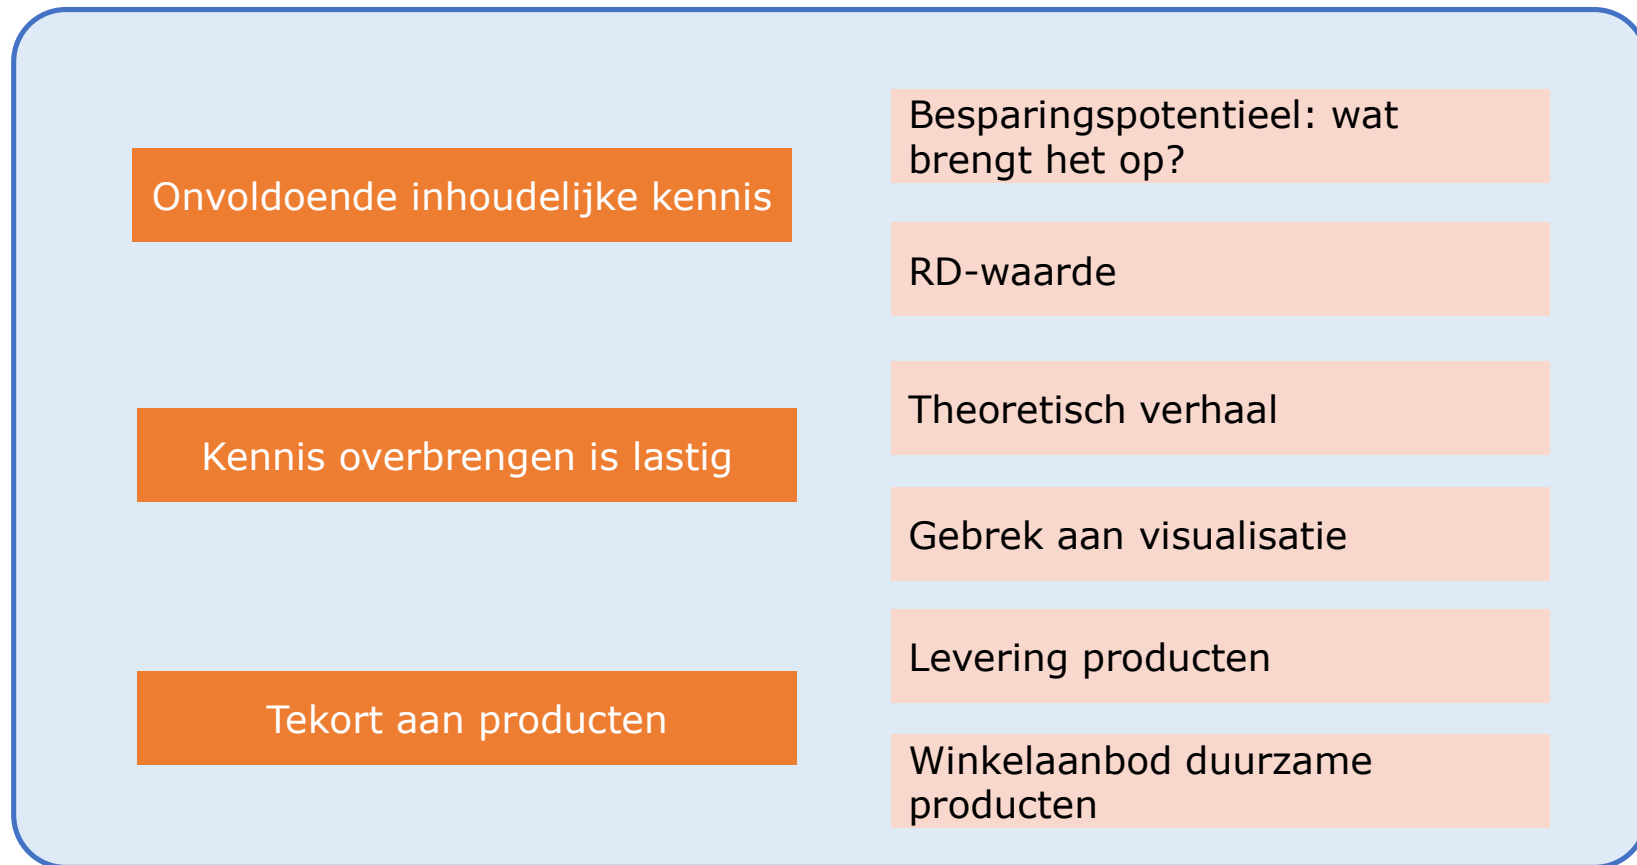 Onvoldoende inhoudelijke kennis
Besparingspotentieel: wat
brengt het op?
RD-waarde
Kennis overbrengen is lastig
Theoretisch verhaal
Gebrek aan visualisatie
Tekort aan producten
Levering producten
Winkelaanbod duurzame
producten